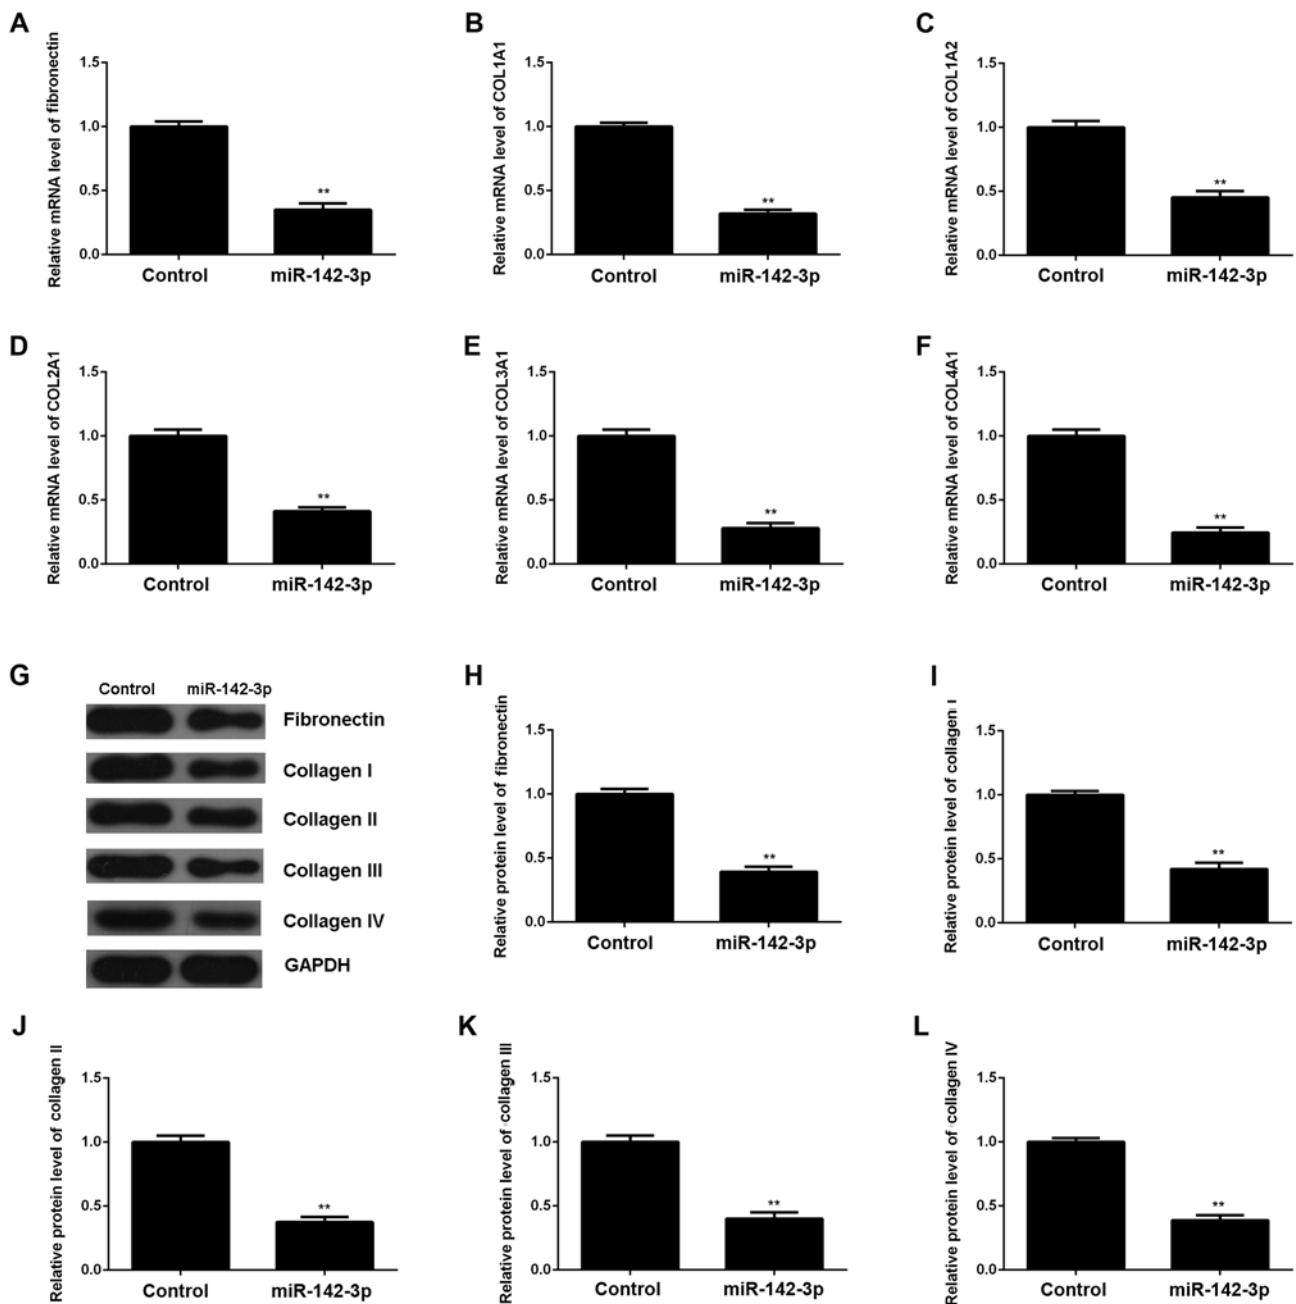 A
Relative mRNA level of fibronectin
1.5
1.0
0.5
0.0
**
Control
miR-142-3p
B
Relative mRNA level of COL1A1
1.5
1.0
0.5
0.0
**
Control
miR-142-3p
C
Relative mRNA level of COL1A2
1.5
1.0
0.5
0.0
**
Control
miR-142-3p
D
Relative mRNA level of COL2A1
1.5
1.0
0.5
0.0
**
Control
miR-142-3p
E
Relative mRNA level of COL3A1
1.5
1.0
0.5
0.0
**
Control
miR-142-3p
F
Relative mRNA level of COL4A1
1.5
1.0
0.5
0.0
**
Control
miR-142-3p
G
Control miR-142-3p
Fibronectin
Collagen I
Collagen II
Collagen III
Collagen IV
GAPDH
H
Relative protein level of fibronectin
1.5
1.0
0.5
0.0
**
Control
miR-142-3p
I
Relative protein level of collagen I
1.5
1.0
0.5
0.0
**
Control
miR-142-3p
J
Relative protein level of collagen II
1.5
1.0
0.5
0.0
**
Control
miR-142-3p
K
Relative protein level of collagen III
1.5
1.0
0.5
0.0
**
Control
miR-142-3p
L
Relative protein level of collagen IV
1.5
1.0
0.5
0.0
**
Control
miR-142-3p